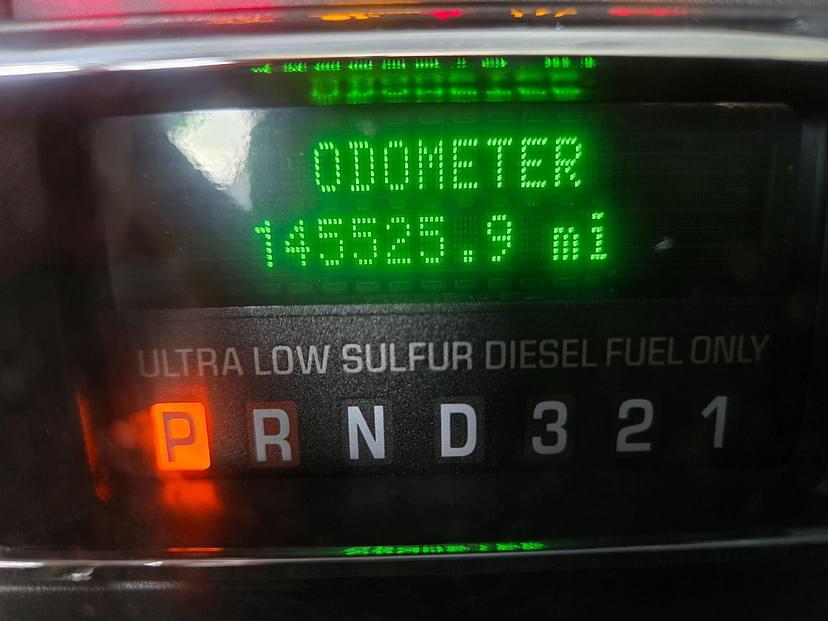 ODOMETER
145525.9 mi
ULTRA LOW SULFUR DIESEL FUEL ONLY
P R N D 3 2 1